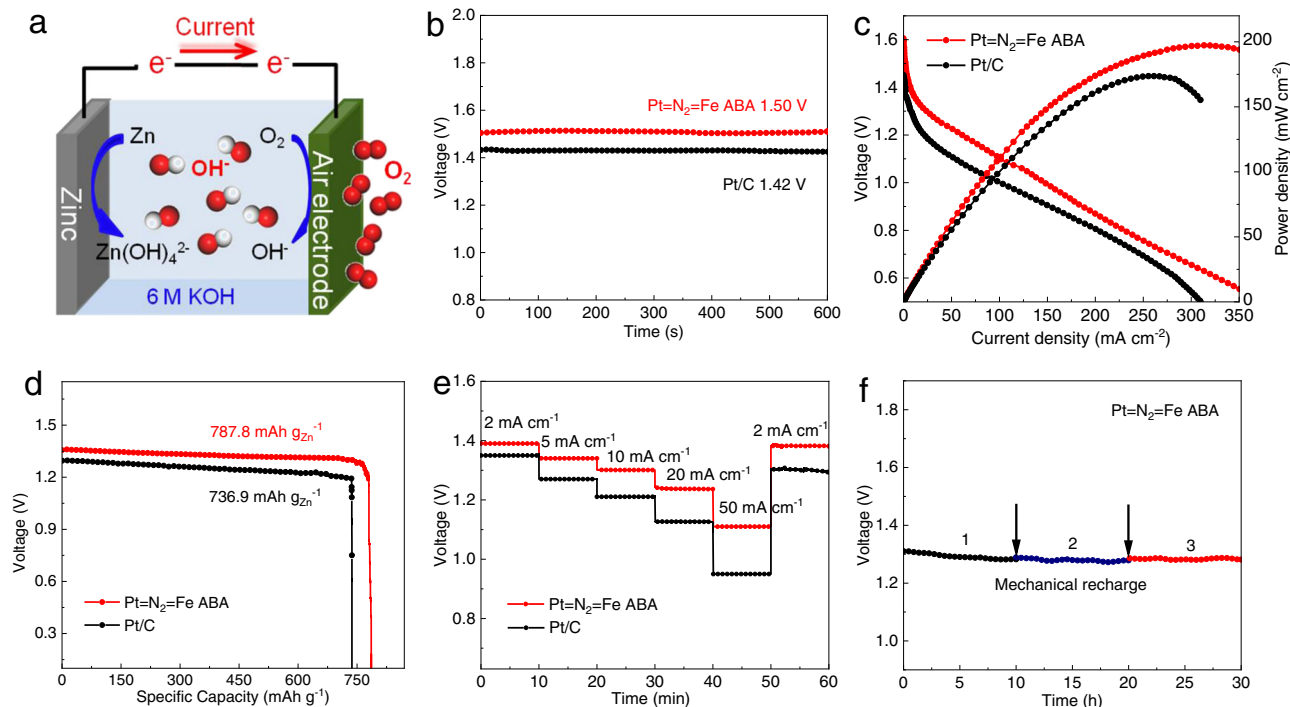 a
Current
e⁻ e⁻
Zn
O₂
OH⁻
O₂
Zinc
Air electrode
Zn(OH)₄²⁻
OH⁻
6 M KOH
b
2.0
1.8
1.6
1.4
1.2
1.0
0.8
Voltage (V)
Pt=N₂=Fe ABA 1.50 V
Pt/C 1.42 V
0 100 200 300 400 500 600
Time (s)
c
Pt=N₂=Fe ABA
Pt/C
1.6
1.4
1.2
1.0
0.8
0.6
Voltage (V)
200
150
100
50
0
Power density (mW cm⁻²)
0 50 100 150 200 250 300 350
Current density (mA cm⁻²)
d
1.5
1.2
0.9
0.6
0.3
Voltage (V)
787.8 mAh gZn⁻¹
736.9 mAh gZn⁻¹
Pt=N₂=Fe ABA
Pt/C
0 150 300 450 600 750
Specific Capacity (mAh g⁻¹)
e
1.6
1.4
1.2
1.0
0.8
Voltage (V)
2 mA cm⁻¹
5 mA cm⁻¹
10 mA cm⁻¹
20 mA cm⁻¹
50 mA cm⁻¹
2 mA cm⁻¹
Pt=N₂=Fe ABA
Pt/C
0 10 20 30 40 50 60
Time (min)
f
Pt=N₂=Fe ABA
1.9
1.6
1.3
1.0
Voltage (V)
1 2 3
Mechanical recharge
0 5 10 15 20 25 30
Time (h)